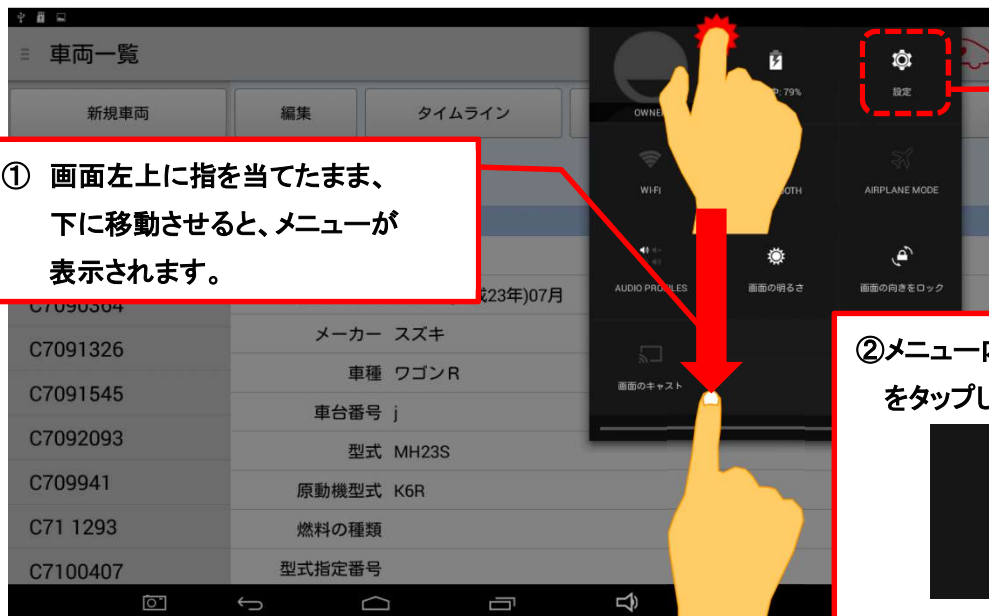 車両一覧
新規車両
編集
タイムライン
79%
設定
OWNER
WI-FI
AIRPLANE MODE
① 画面左上に指を当てたまま、
下に移動させると、メニューが
表示されます。
AUDIO PROFILES
画面の明るさ
画面の向きをロック
23年)07月
C7090364
メーカー スズキ
C7091326
車種 ワゴンR
画面のキャスト
②メニュー
をタップし
C7091545
車台番号 j
C7092093
型式 MH23S
C709941
原動機型式 K6R
C71 1293
燃料の種類
C7100407
型式指定番号